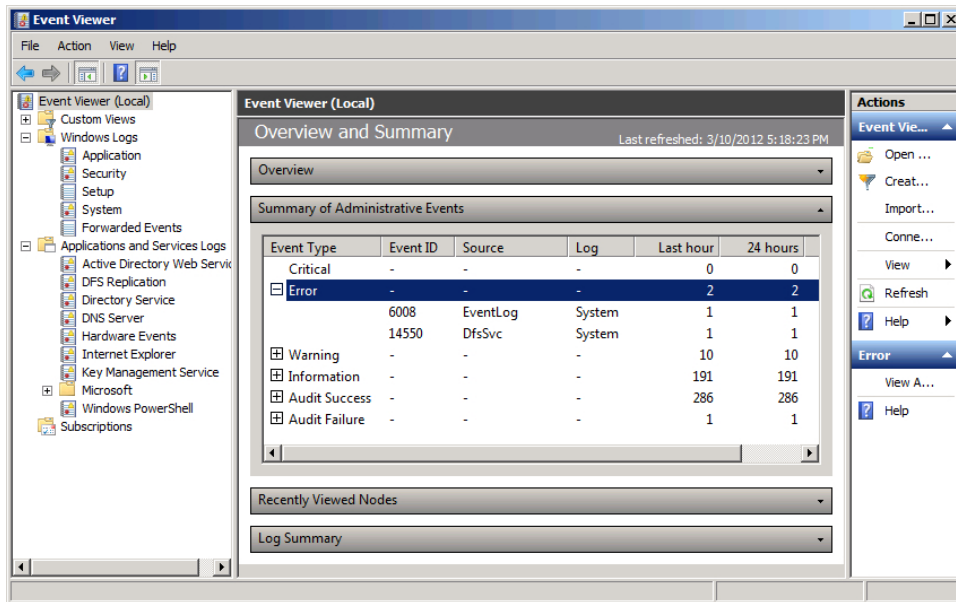 Event Viewer
File Action View Help
Event Viewer (Local)
Custom Views
Windows Logs
Application
Security
Setup
System
Forwarded Events
Applications and Services Logs
Active Directory Web Servic
DFS Replication
Directory Service
DNS Server
Hardware Events
Internet Explorer
Key Management Service
Microsoft
Windows PowerShell
Subscriptions
Event Viewer (Local)
Overview and Summary Last refreshed: 3/10/2012 5:18:23 PM
Overview
Summary of Administrative Events
Event Type Event ID Source Log Last hour 24 hours
Critical - - - 0 0
Error - - - 2 2
6008 EventLog System 1 1
14550 DfsSvc System 1 1
Warning - - - 10 10
Information - - - 191 191
Audit Success - - - 286 286
Audit Failure - - - 1 1
Recently Viewed Nodes
Log Summary
Actions
Event Vie...
Open ...
Creat...
Import...
Conne...
View
Refresh
Help
Error
View A...
Help